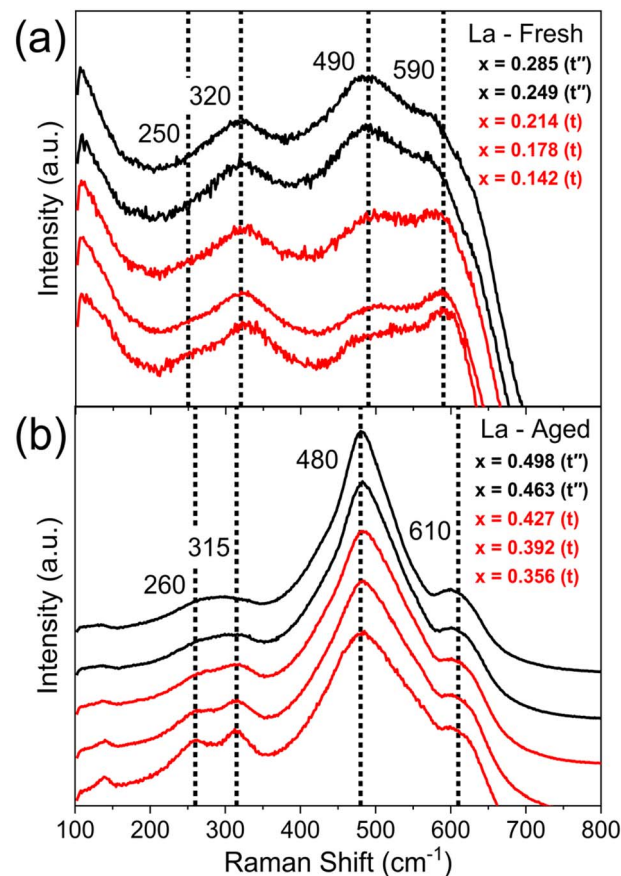 (a)
La - Fresh
x = 0.285 (t″)
x = 0.249 (t″)
x = 0.214 (t)
x = 0.178 (t)
x = 0.142 (t)
490
590
320
250
Intensity (a.u.)
(b)
La - Aged
x = 0.498 (t″)
x = 0.463 (t″)
x = 0.427 (t)
x = 0.392 (t)
x = 0.356 (t)
480
610
315
260
Intensity (a.u.)
100 200 300 400 500 600 700 800
Raman Shift (cm⁻¹)